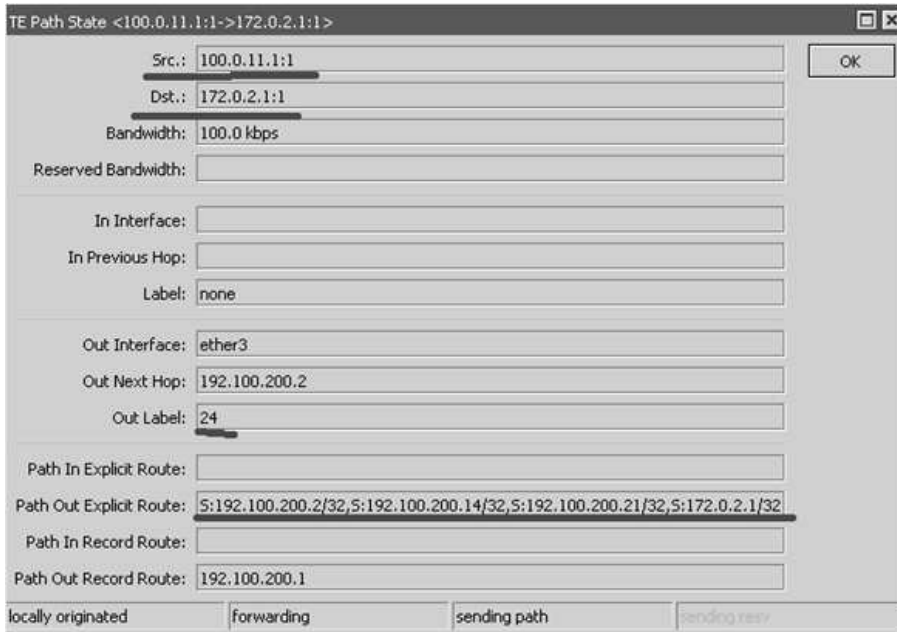 TE Path State <100.0.11.1:1->172.0.2.1:1>
Src.: 100.0.11.1:1
OK
Dst.: 172.0.2.1:1
Bandwidth: 100.0 kbps
Reserved Bandwidth:
In Interface:
In Previous Hop:
Label: none
Out Interface: ether3
Out Next Hop: 192.100.200.2
Out Label: 24
Path In Explicit Route:
Path Out Explicit Route: S:192.100.200.2/32,S:192.100.200.14/32,S:192.100.200.21/32,S:172.0.2.1/32
Path In Record Route:
Path Out Record Route: 192.100.200.1
locally originated forwarding sending path sending resv